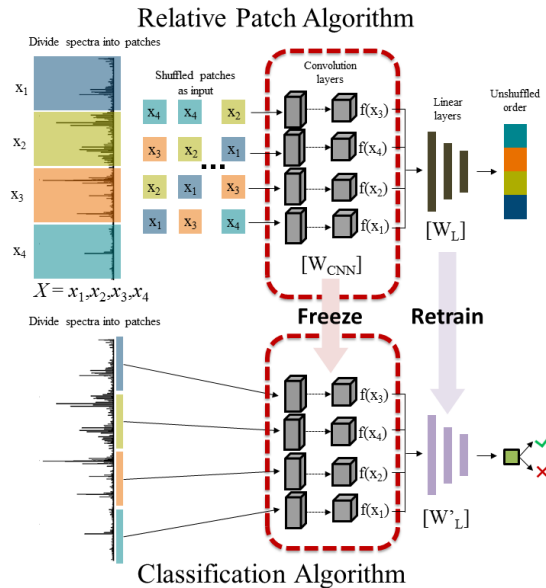 Relative Patch Algorithm
Divide spectra into patches
Shuffled patches
as input
Convolution
layers
Linear
layers
Unshuffled
order
x1
x2
x3
x4
x4 x4 x2
x3 x2 x1
...
x2 x1 x3
x1 x3 x4
f(x3)
f(x4)
f(x2)
f(x1)
[WCNN]
[WL]
X = x1,x2,x3,x4
Divide spectra into patches
Freeze
Retrain
f(x3)
f(x4)
f(x2)
f(x1)
[W'L]
Classification Algorithm